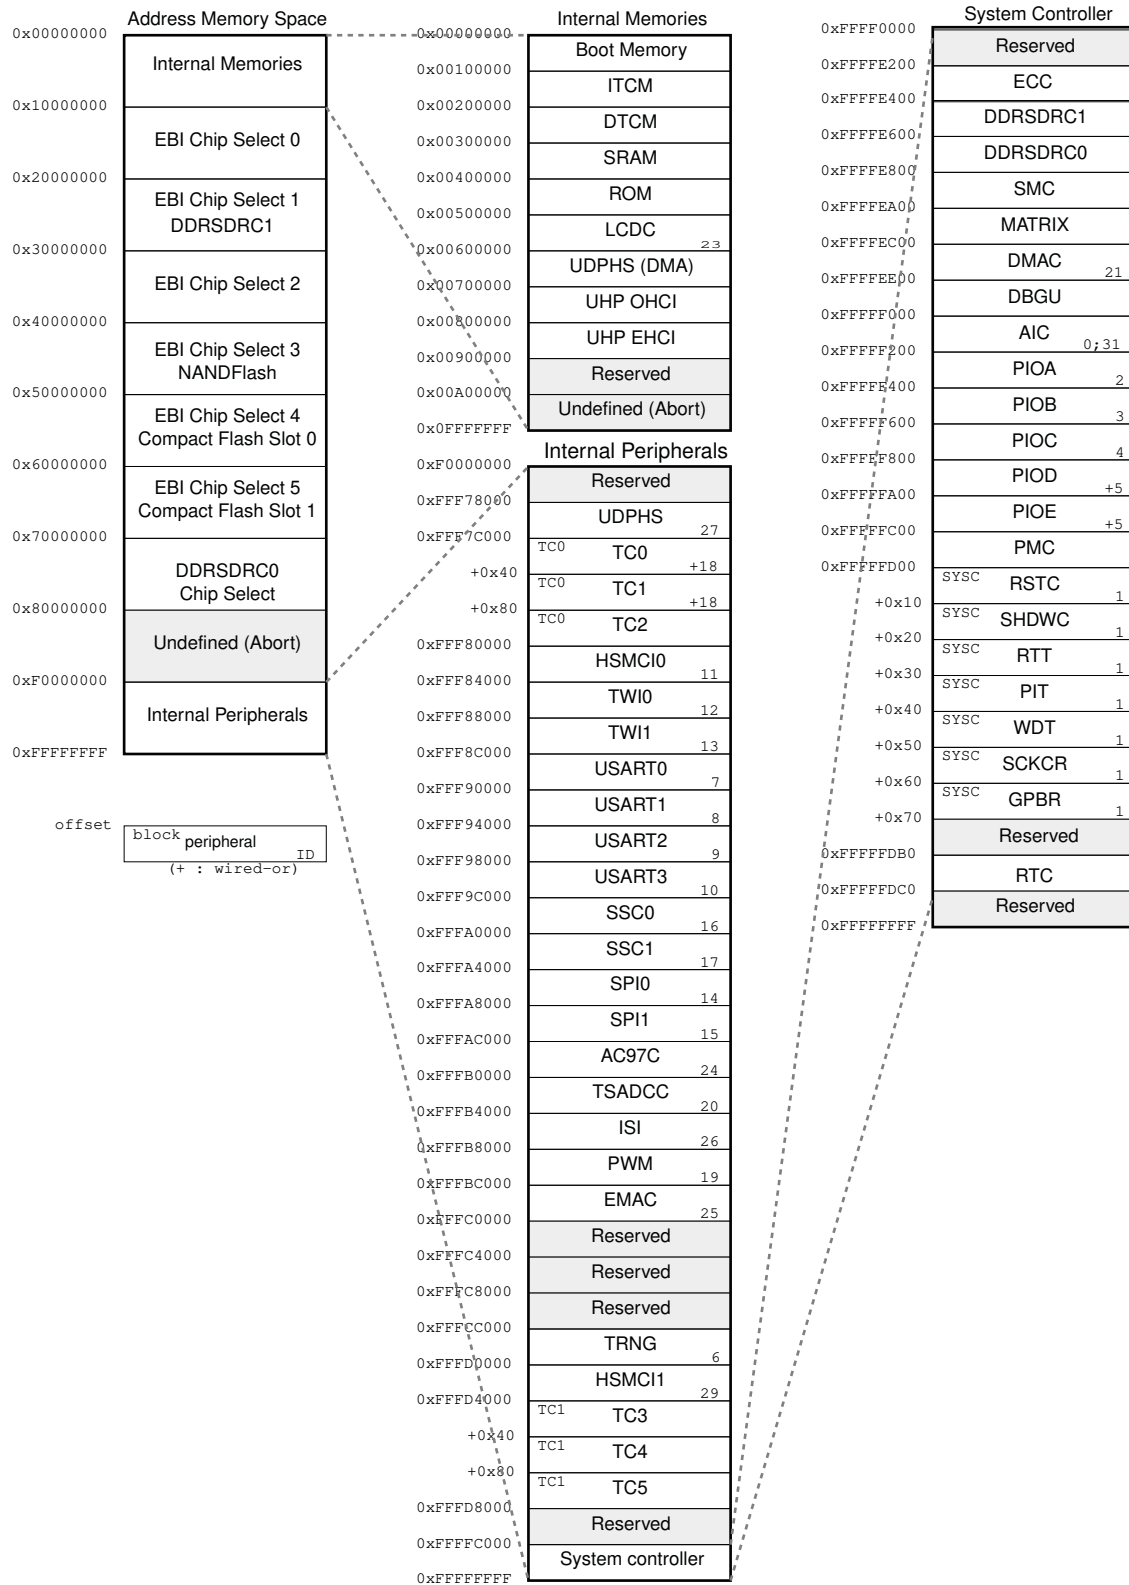 Address Memory Space
0x00000000
Internal Memories
0x10000000
EBI Chip Select 0
0x20000000
EBI Chip Select 1
DDRSDRC1
0x30000000
EBI Chip Select 2
0x40000000
EBI Chip Select 3
NANDFlash
0x50000000
EBI Chip Select 4
Compact Flash Slot 0
0x60000000
EBI Chip Select 5
Compact Flash Slot 1
0x70000000
DDRSDRC0
Chip Select
0x80000000
Undefined (Abort)
0xF0000000
Internal Peripherals
0xFFFFFFFF
offset
block
peripheral
ID
(+ : wired-or)
Internal Memories
0x00000000
Boot Memory
0x00100000
ITCM
0x00200000
DTCM
0x00300000
SRAM
0x00400000
ROM
0x00500000
LCDC
23
0x00600000
UDPHS (DMA)
0x00700000
UHP OHCI
0x00800000
UHP EHCI
0x00900000
Reserved
0x00A00000
Undefined (Abort)
0x0FFFFFFF
Internal Peripherals
0xF0000000
Reserved
0xFFF78000
UDPHS
27
0xFFF7C000
TC0 TC0
+18
+0x40
TC0 TC1
+18
+0x80
TC0 TC2
0xFFF80000
HSMCI0
11
0xFFF84000
TWI0
12
0xFFF88000
TWI1
13
0xFFF8C000
USART0
7
0xFFF90000
USART1
8
0xFFF94000
USART2
9
0xFFF98000
USART3
10
0xFFF9C000
SSC0
16
0xFFFA0000
SSC1
17
0xFFFA4000
SPI0
14
0xFFFA8000
SPI1
15
0xFFFAC000
AC97C
24
0xFFFB0000
TSADCC
20
0xFFFB4000
ISI
26
0xFFFB8000
PWM
19
0xFFFBC000
EMAC
25
0xFFFC0000
Reserved
0xFFFC4000
Reserved
0xFFFC8000
Reserved
0xFFFCC000
TRNG
6
0xFFFD0000
HSMCI1
29
0xFFFD4000
TC1 TC3
+0x40
TC1 TC4
+0x80
TC1 TC5
0xFFFD8000
Reserved
0xFFFFC000
System controller
0xFFFFFFFF
System Controller
0xFFFF0000
Reserved
0xFFFFE200
ECC
0xFFFFE400
DDRSDRC1
0xFFFFE600
DDRSDRC0
0xFFFFE800
SMC
0xFFFFEA00
MATRIX
0xFFFFEC00
DMAC
21
0xFFFFEE00
DBGU
0xFFFFF000
AIC
0;31
0xFFFFF200
PIOA
2
0xFFFFF400
PIOB
3
0xFFFFF600
PIOC
4
0xFFFFF800
PIOD
+5
0xFFFFFA00
PIOE
+5
0xFFFFFC00
PMC
0xFFFFFD00
SYSC RSTC
1
+0x10
SYSC SHDWC
1
+0x20
SYSC RTT
1
+0x30
SYSC PIT
1
+0x40
SYSC WDT
1
+0x50
SYSC SCKCR
1
+0x60
SYSC GPBR
1
+0x70
Reserved
0xFFFFFDB0
RTC
0xFFFFFDC0
Reserved
0xFFFFFFFF